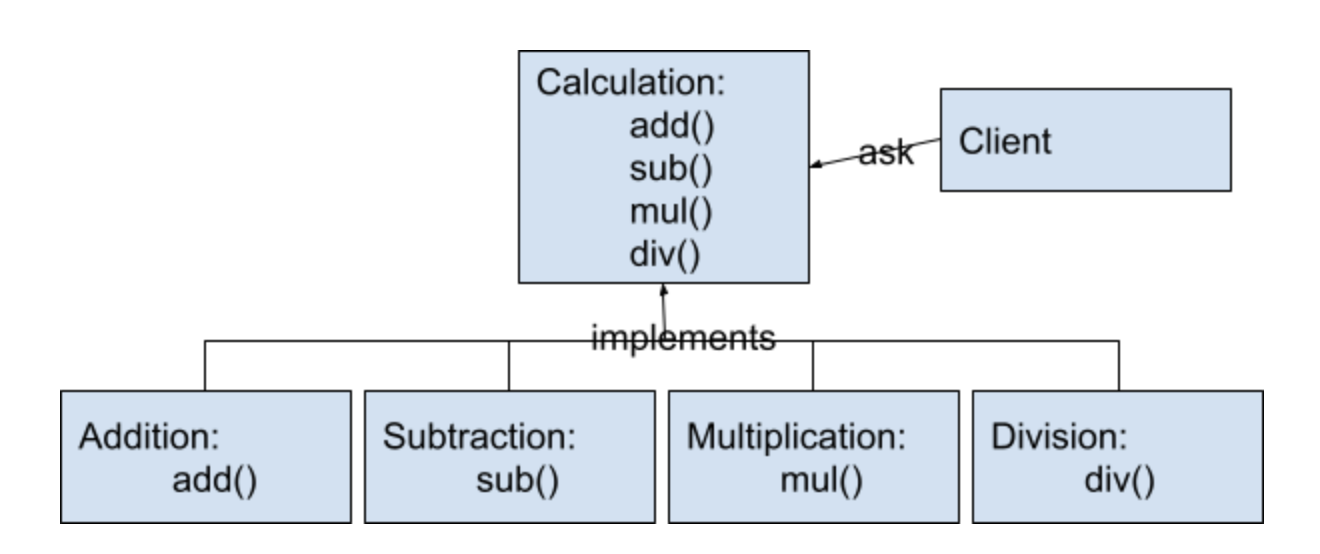 Calculation:
add()
sub()
mul()
div()
ask
Client
implements
Addition:
add()
Subtraction:
sub()
Multiplication:
mul()
Division:
div()